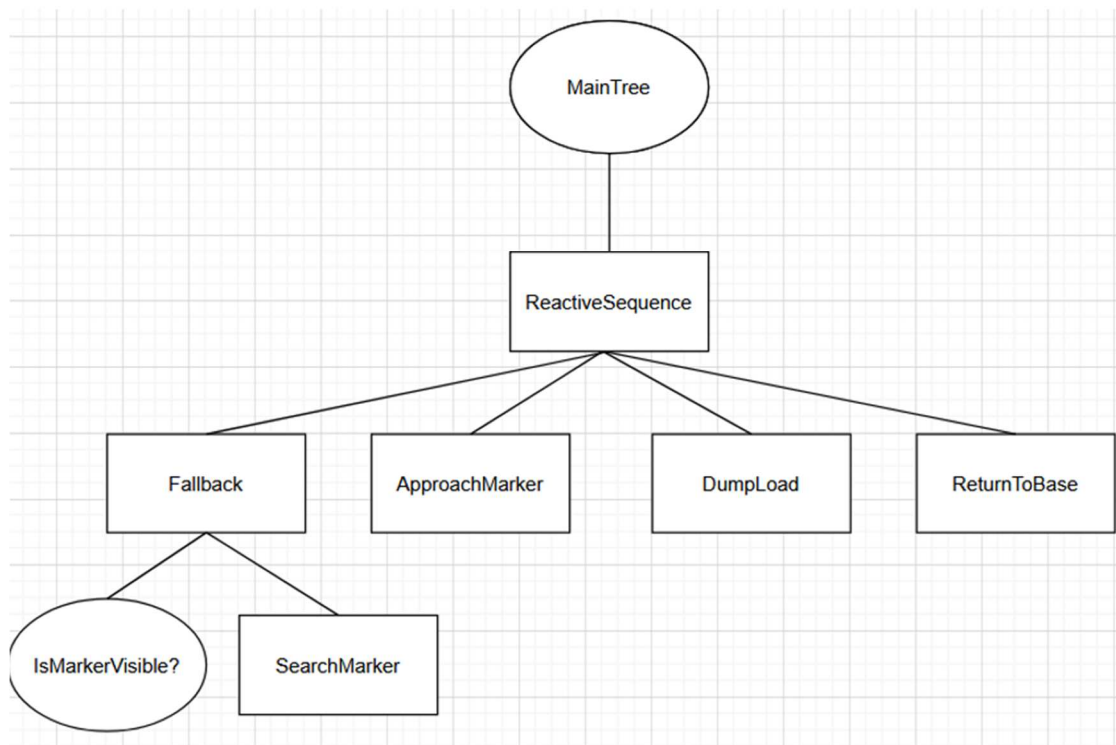 MainTree
ReactiveSequence
Fallback
ApproachMarker
DumpLoad
ReturnToBase
IsMarkerVisible?
SearchMarker